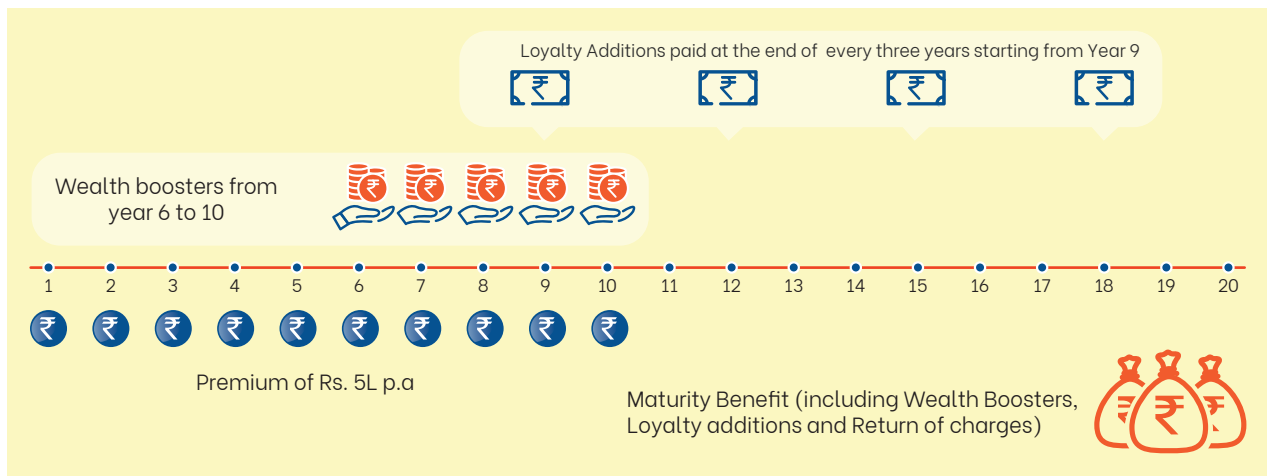 Loyalty Additions paid at the end of every three years starting from Year 9
₹ ₹ ₹ ₹
Wealth boosters from
year 6 to 10
₹ ₹ ₹ ₹ ₹
1 2 3 4 5 6 7 8 9 10 11 12 13 14 15 16 17 18 19 20
₹ ₹ ₹ ₹ ₹ ₹ ₹ ₹ ₹ ₹
Premium of Rs. 5L p.a
Maturity Benefit (including Wealth Boosters,
Loyalty additions and Return of charges)
₹ ₹ ₹